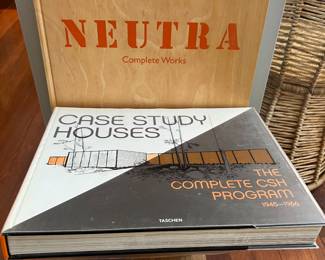 NEUTRA
Complete Works
CASE STUDY
HOUSES
THE
COMPLETE CSH
PROGRAM
1945—1966
TASCHEN